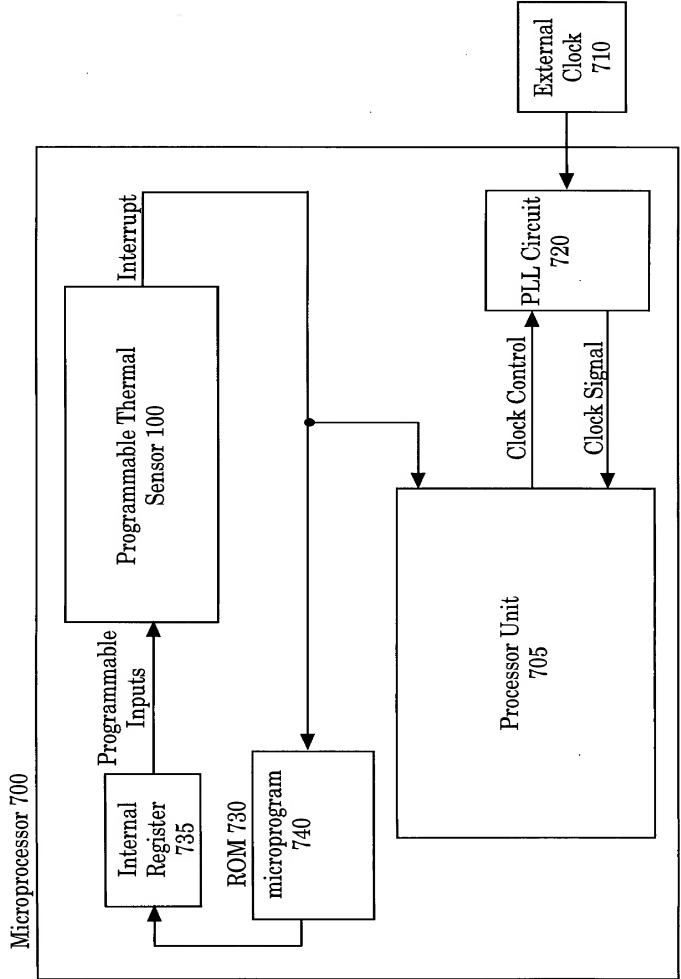 Microprocessor 700
Internal
Register
735
Programmable
Inputs
Programmable Thermal
Sensor 100
Interrupt
ROM 730
microprogram
740
Processor Unit
705
Clock Control
Clock Signal
PLL Circuit
720
External
Clock
710